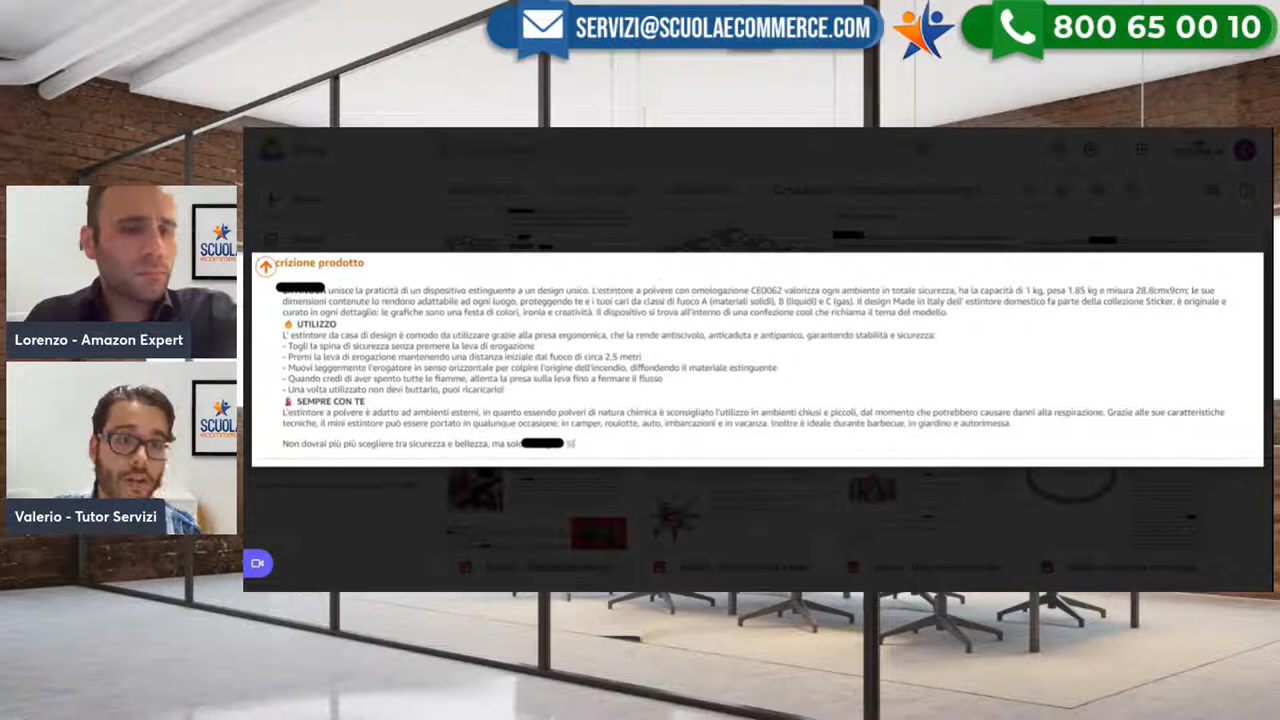 SERVIZI@SCUOLAECOMMERCE.COM
800 65 00 10
SCUOLA
Lorenzo - Amazon Expert
SCUOLA
Valerio - Tutor Servizi
crizione prodotto
unisce la praticità di un dispositivo estinguente a un design unico. L'estintore a polvere con omologazione CE0062 valorizza ogni ambiente in totale sicurezza, ha la capacità di 1 kg, pesa 1.85 kg e misura 28,8cmx9cm; le sue
dimensioni contenute lo rendono adattabile ad ogni luogo, proteggendo te e i tuoi cari da classi di fuoco A (materiali solidi), B (liquidi) e C (gas). Il design Made in Italy dell' estintore domestico fa parte della collezione Sticker, è originale e
curato in ogni dettaglio: le grafiche sono una festa di colori, ironia e creatività. Il dispositivo si trova all'interno di una confezione cool che richiama il tema del modello.
UTILIZZO
L' estintore da casa di design è comodo da utilizzare grazie alla presa ergonomica, che la rende antiscivolo, anticaduta e antipanico, garantendo stabilità e sicurezza:
- Togli la spina di sicurezza senza premere la leva di erogazione
- Premi la leva di erogazione mantenendo una distanza iniziale dal fuoco di circa 2,5 metri
- Muovi leggermente l'erogatore in senso orizzontale per colpire l'origine dell'incendio, diffondendo il materiale estinguente
- Quando credi di aver spento tutte le fiamme, allenta la presa sulla leva fino a fermare il flusso
- Una volta utilizzato non devi buttarlo, puoi ricaricarlo!
SEMPRE CON TE
L'estintore a polvere è adatto ad ambienti esterni, in quanto essendo polveri di natura chimica è sconsigliato l'utilizzo in ambienti chiusi e piccoli, dal momento che potrebbero causare danni alla respirazione. Grazie alle sue caratteristiche
tecniche, il mini estintore può essere portato in qualunque occasione: in camper, roulotte, auto, imbarcazioni e in vacanza. Inoltre è ideale durante barbecue, in giardino e autorimessa.
Non dovrai più più scegliere tra sicurezza e bellezza, ma solo